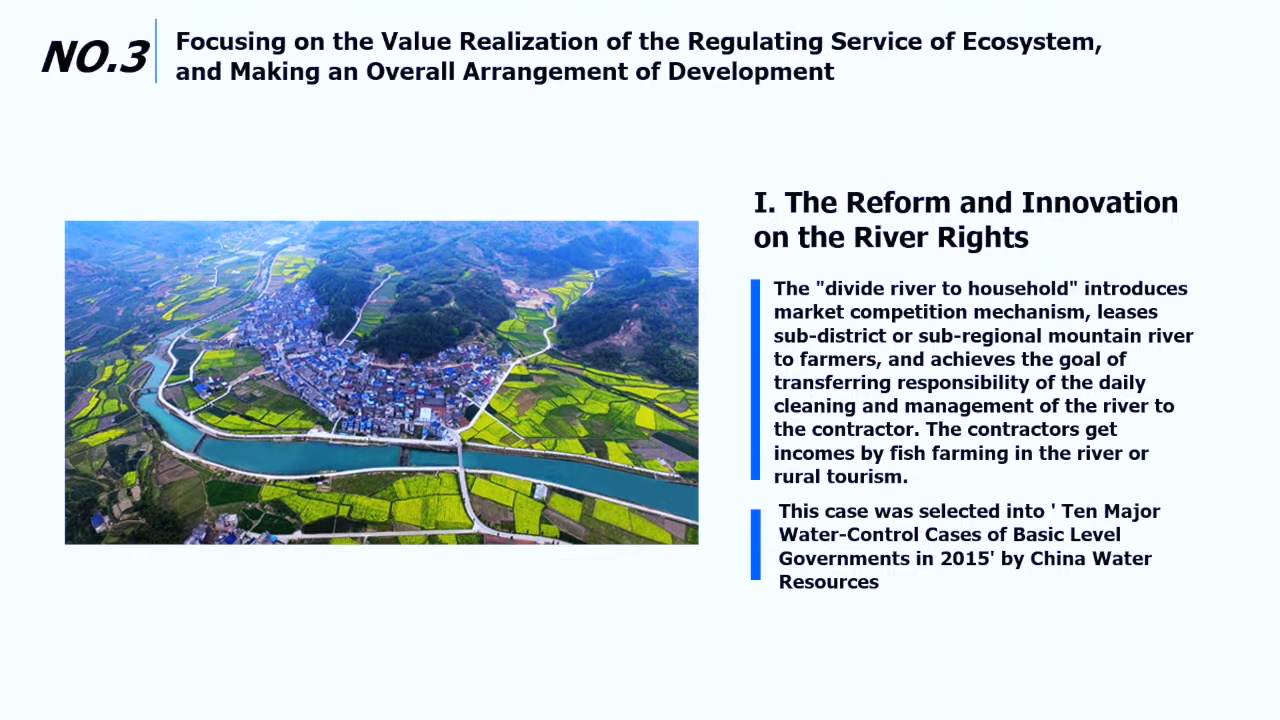 NO.3
Focusing on the Value Realization of the Regulating Service of Ecosystem,
and Making an Overall Arrangement of Development
I. The Reform and Innovation
on the River Rights
The "divide river to household" introduces
market competition mechanism, leases
sub-district or sub-regional mountain river
to farmers, and achieves the goal of
transferring responsibility of the daily
cleaning and management of the river to
the contractor. The contractors get
incomes by fish farming in the river or
rural tourism.
This case was selected into ' Ten Major
Water-Control Cases of Basic Level
Governments in 2015' by China Water
Resources